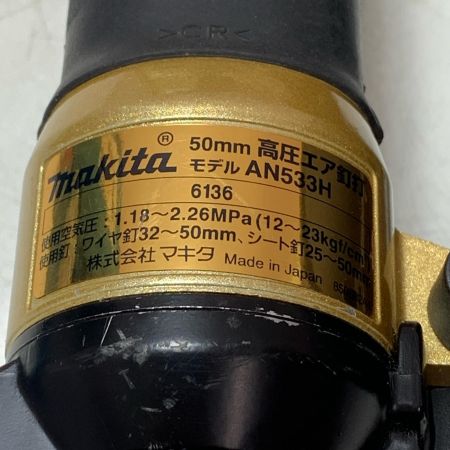 >CR<
makita® 50mm 高圧エア釘打
モデル AN533H
6136
使用空気圧：1.18～2.26MPa(12～23kgf/cm
使用釘：ワイヤ釘32～50mm、シート釘25～50mm
株式会社 マキタ Made in Japan